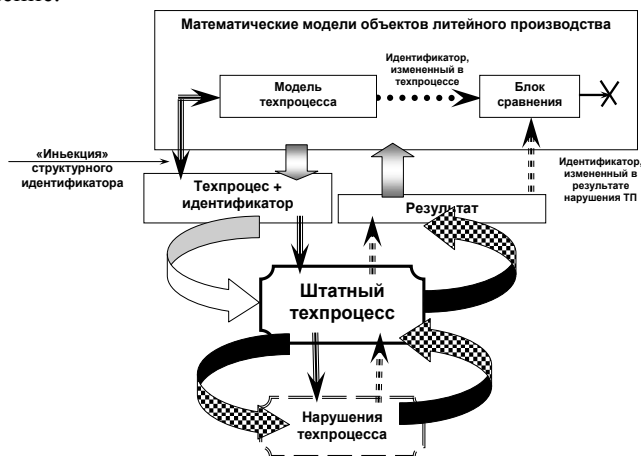 Математические модели объектов литейного производства
Идентификатор,
измененный в
техпроцессе
Модель
техпроцесса
Блок
сравнения
«Иньекция»
структурного
идентификатора
Техпроцес +
идентификатор
Результат
Идентификатор,
измененный в
результате
нарушения ТП
Штатный
техпроцесс
Нарушения
техпроцесса